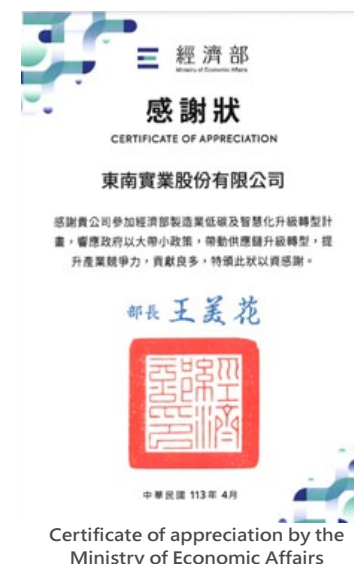 經濟部
Ministry of Economic Affairs
感謝狀
CERTIFICATE OF APPRECIATION
東南實業股份有限公司
感謝貴公司參加經濟部製造業低碳及智慧化升級轉型計
畫，響應政府以大帶小政策，帶動供應鏈升級轉型，提
升產業競爭力，貢獻良多，特頒此狀以資感謝。
部長 王美花
經濟部印
中華民國 113年 4月
Certificate of appreciation by the
Ministry of Economic Affairs